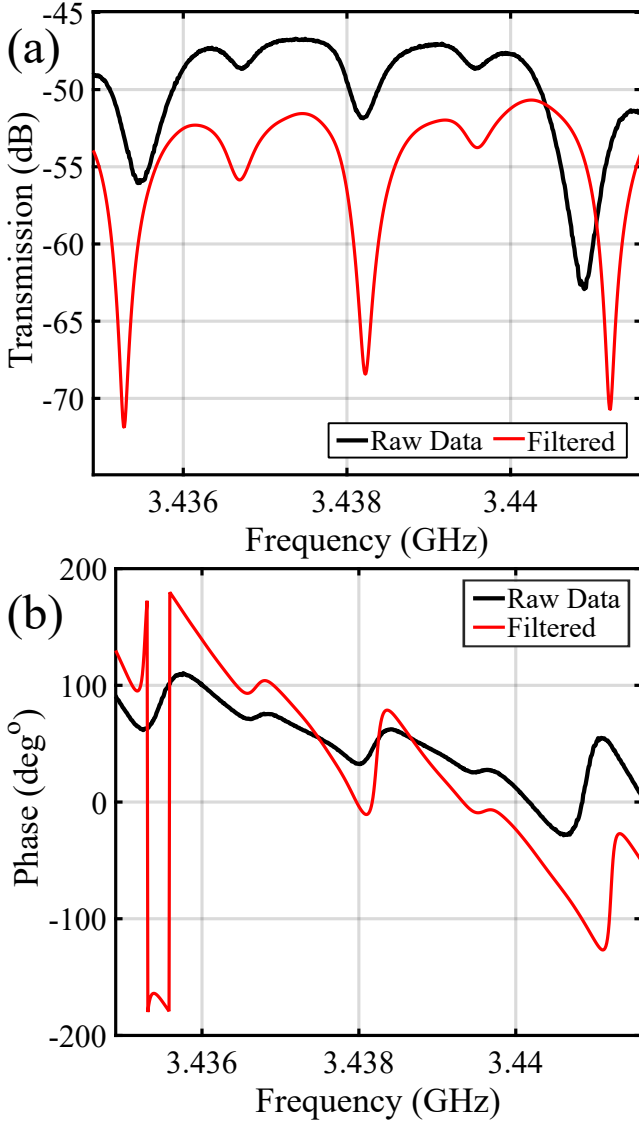 (a)
Transmission (dB)
-45
-50
-55
-60
-65
-70
Raw Data
Filtered
3.436
3.438
3.44
Frequency (GHz)
(b)
Phase (deg°)
200
100
0
-100
-200
Raw Data
Filtered
3.436
3.438
3.44
Frequency (GHz)